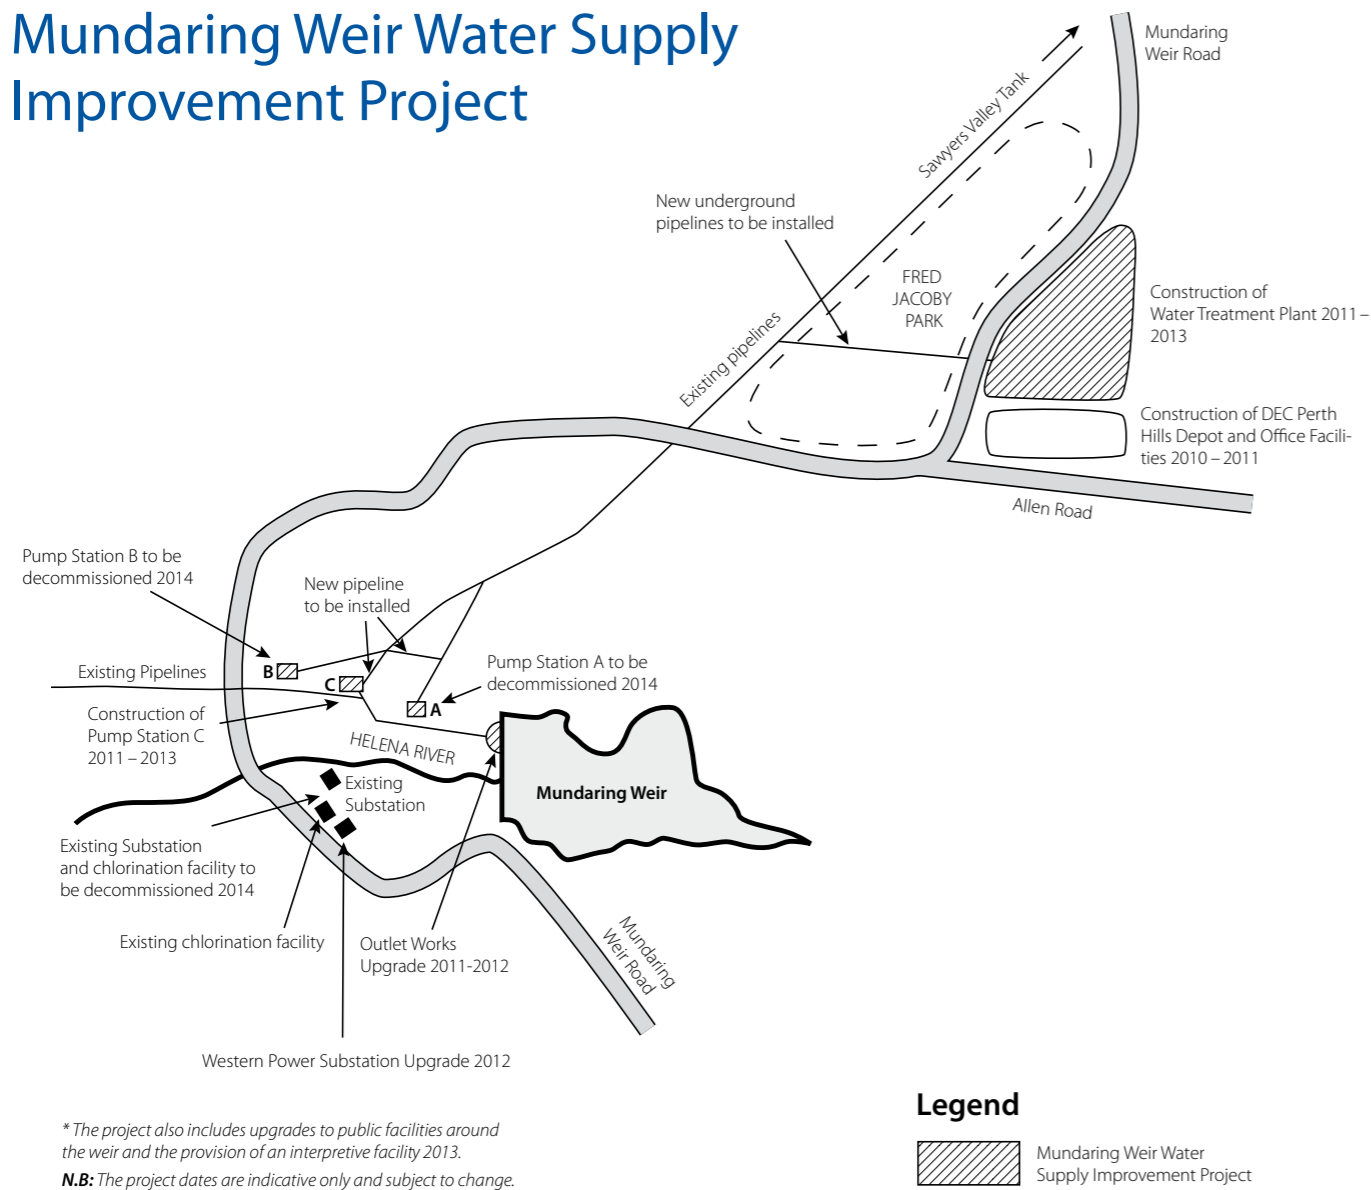 Mundaring Weir Water Supply
Improvement Project
Mundaring
Weir Road
Sawyers Valley Tank
New underground
pipelines to be installed
FRED
JACOBY
PARK
Construction of
Water Treatment Plant 2011 –
2013
Existing pipelines
Construction of DEC Perth
Hills Depot and Office Facili-
ties 2010 – 2011
Allen Road
Pump Station B to be
decommissioned 2014
New pipeline
to be installed
B
Existing Pipelines
C
Pump Station A to be
decommissioned 2014
A
Construction of
Pump Station C
2011 – 2013
HELENA RIVER
Existing
Substation
Mundaring Weir
Existing Substation
and chlorination facility to
be decommissioned 2014
Existing chlorination facility
Outlet Works
Upgrade 2011-2012
Mundaring
Weir Road
Western Power Substation Upgrade 2012
* The project also includes upgrades to public facilities around
the weir and the provision of an interpretive facility 2013.
N.B: The project dates are indicative only and subject to change.
Legend
Mundaring Weir Water
Supply Improvement Project